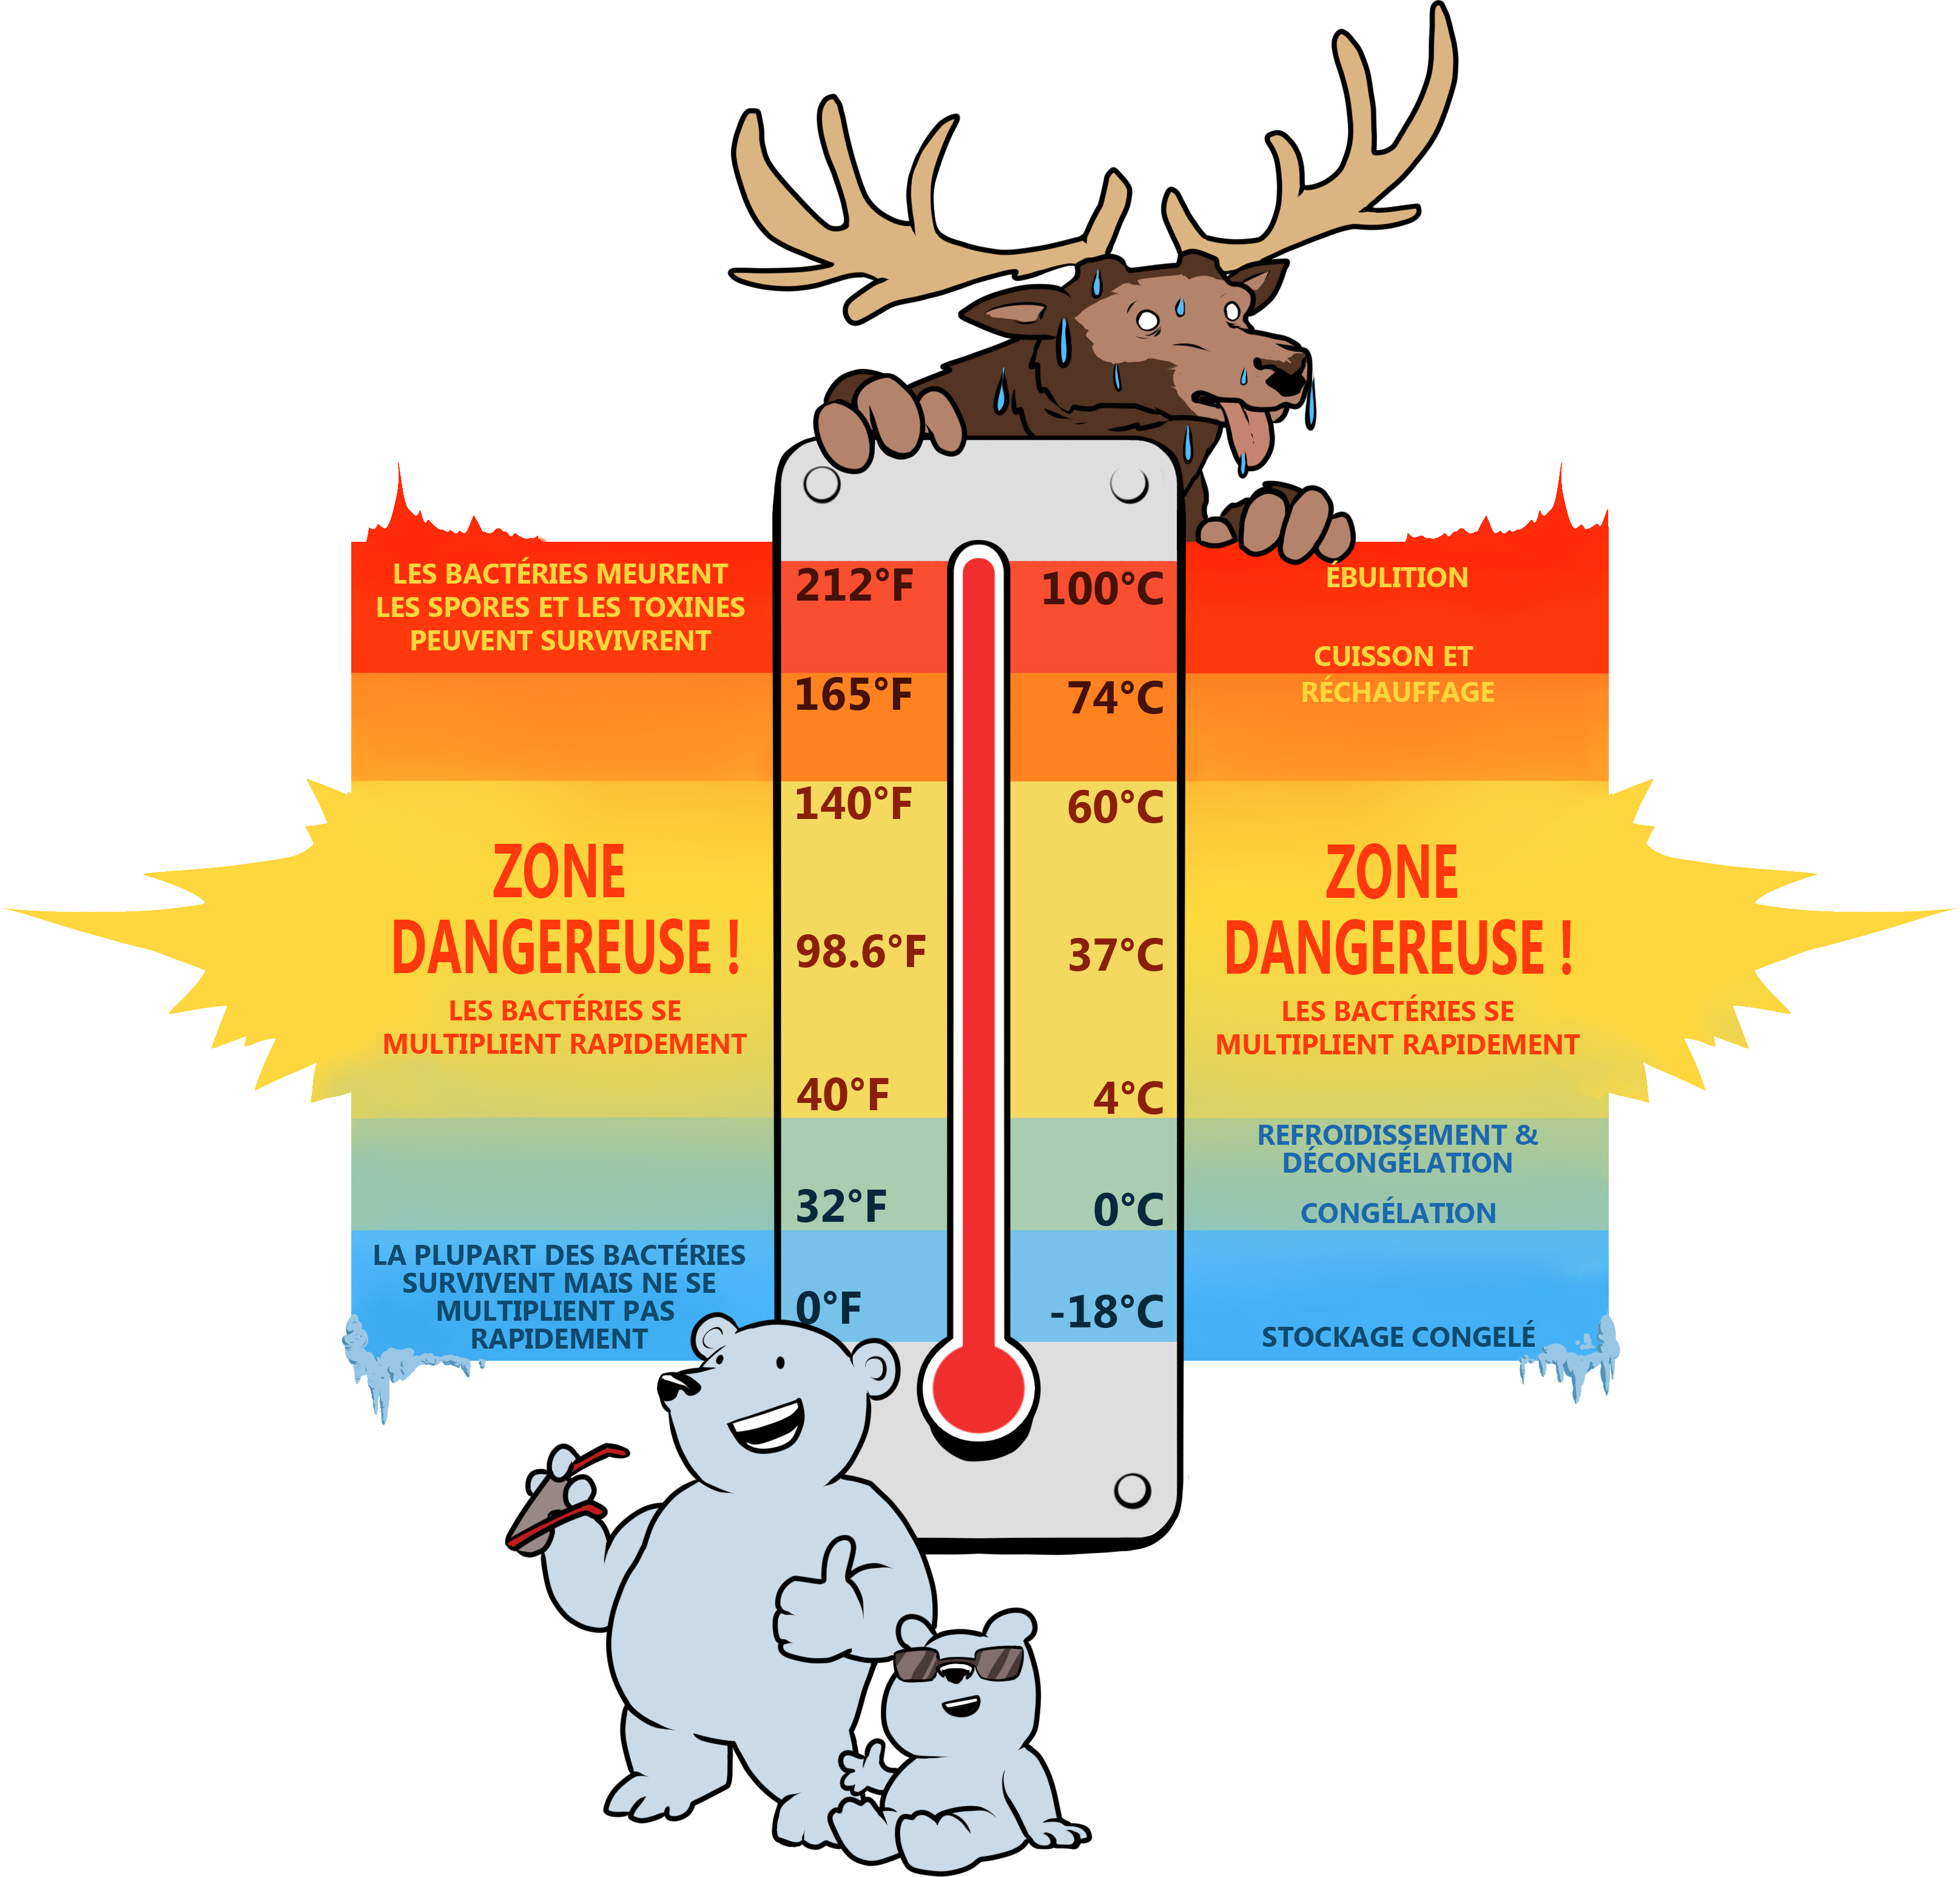 LES BACTÉRIES MEURENT
LES SPORES ET LES TOXINES
PEUVENT SURVIVRENT
212°F
100°C
ÉBULITION
CUISSON ET
RÉCHAUFFAGE
165°F
74°C
140°F
60°C
ZONE
DANGEREUSE !
LES BACTÉRIES SE
MULTIPLIENT RAPIDEMENT
98.6°F
37°C
ZONE
DANGEREUSE !
LES BACTÉRIES SE
MULTIPLIENT RAPIDEMENT
40°F
4°C
REFROIDISSEMENT &
DÉCONGÉLATION
32°F
0°C
CONGÉLATION
LA PLUPART DES BACTÉRIES
SURVIVENT MAIS NE SE
MULTIPLIENT PAS
RAPIDEMENT
0°F
-18°C
STOCKAGE CONGELÉ